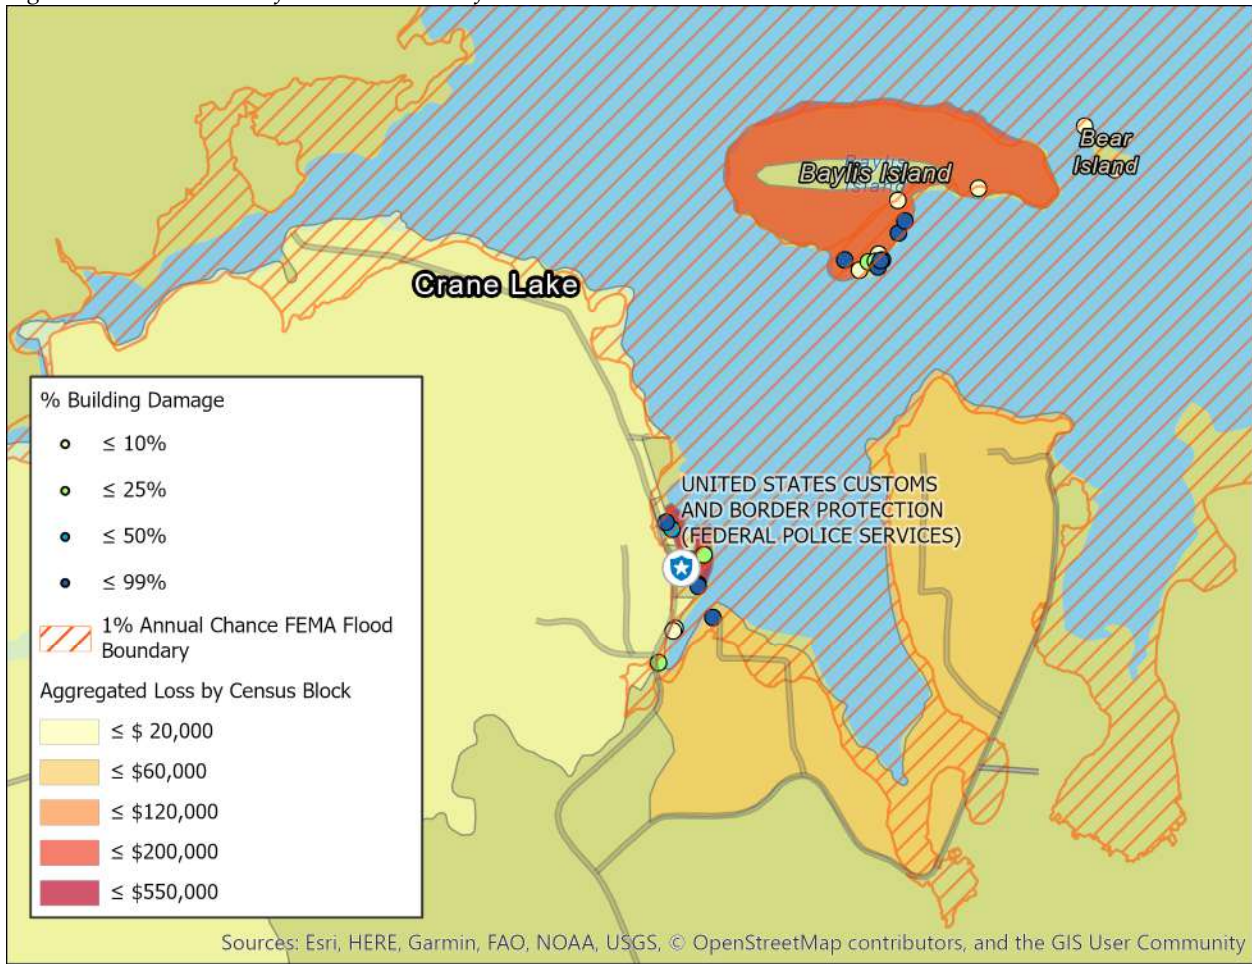 Baylis Island
Baylis
Island
Bear
Island
Crane Lake
UNITED STATES CUSTOMS
AND BORDER PROTECTION
(FEDERAL POLICE SERVICES)
% Building Damage
≤ 10%
≤ 25%
≤ 50%
≤ 99%
1% Annual Chance FEMA Flood
Boundary
Aggregated Loss by Census Block
≤ $ 20,000
≤ $60,000
≤ $120,000
≤ $200,000
≤ $550,000
Sources: Esri, HERE, Garmin, FAO, NOAA, USGS, © OpenStreetMap contributors, and the GIS User Community